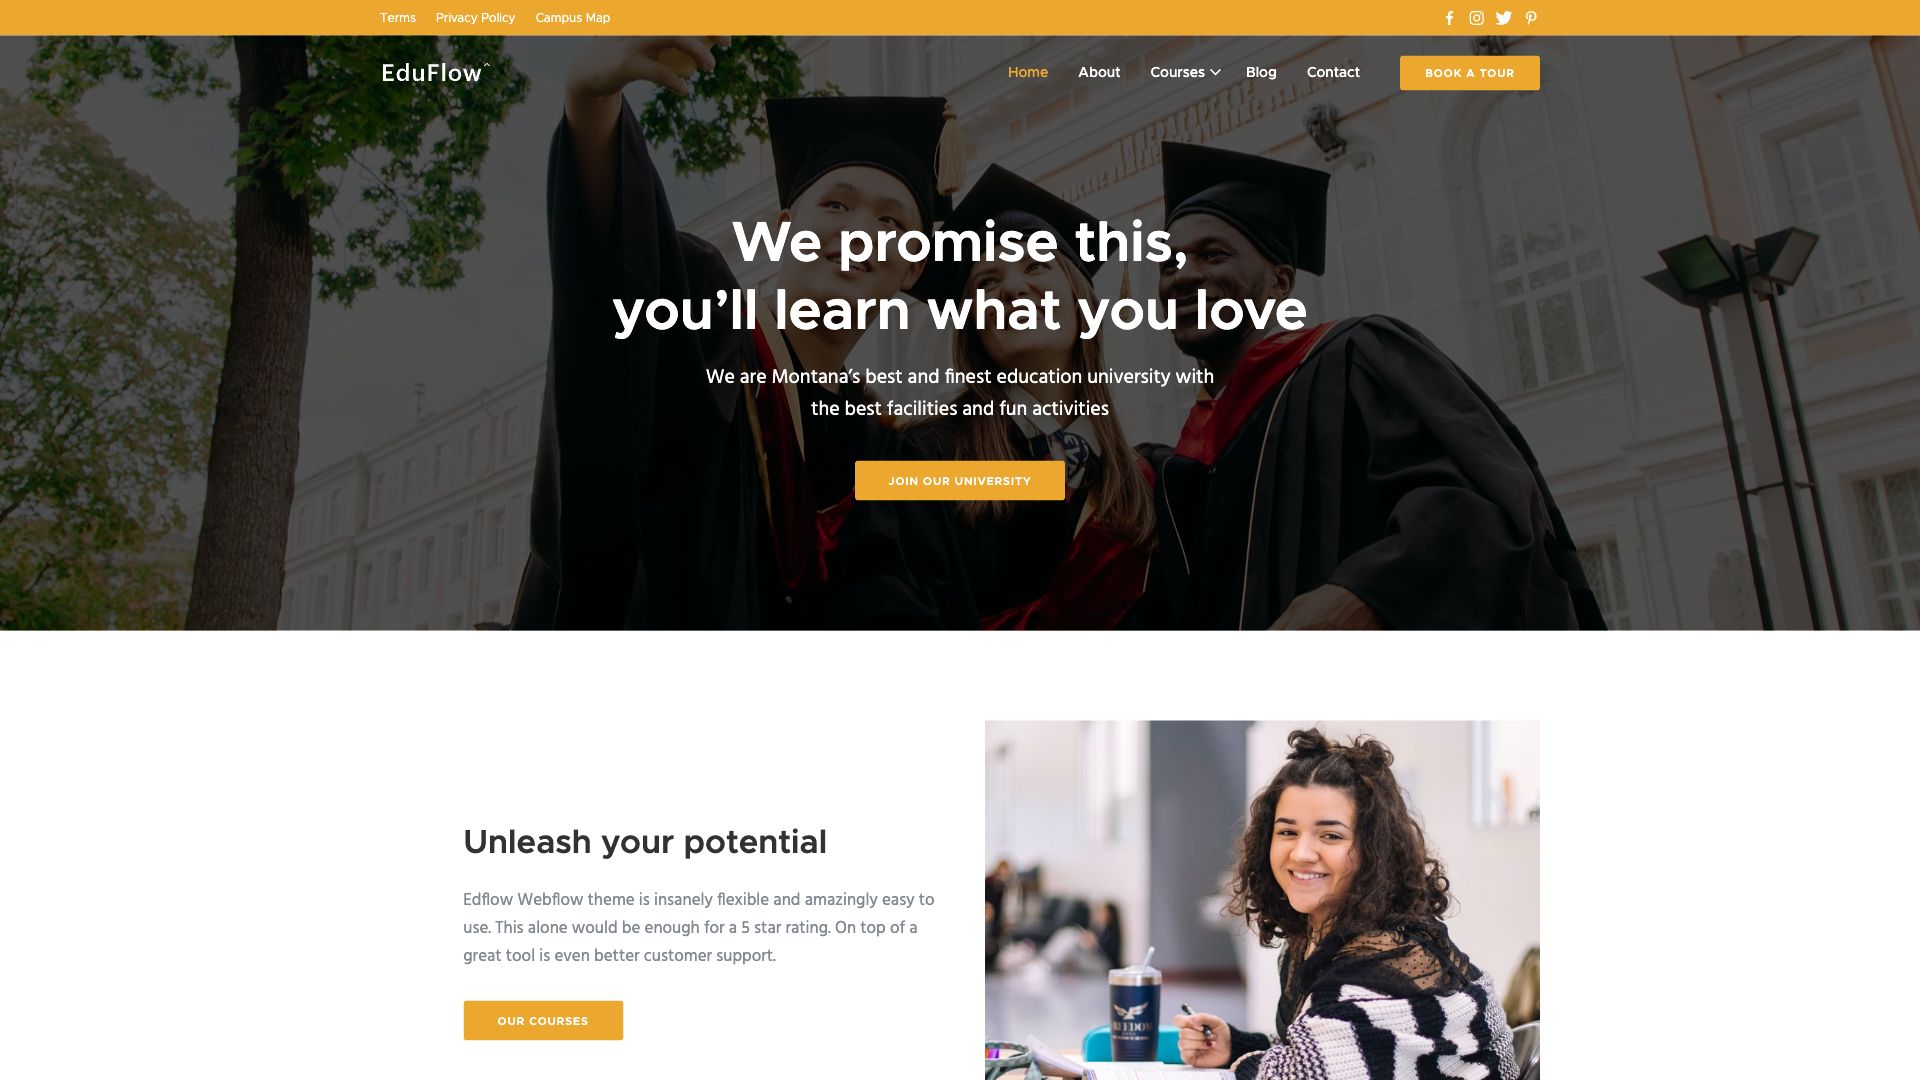 Terms Privacy Policy Campus Map
EduFlow^
Home About Courses Blog Contact BOOK A TOUR
We promise this,
you’ll learn what you love
We are Montana’s best and finest education university with
the best facilities and fun activities
JOIN OUR UNIVERSITY
Unleash your potential
Edflow Webflow theme is insanely flexible and amazingly easy to
use. This alone would be enough for a 5 star rating. On top of a
great tool is even better customer support.
OUR COURSES
FREEDOM